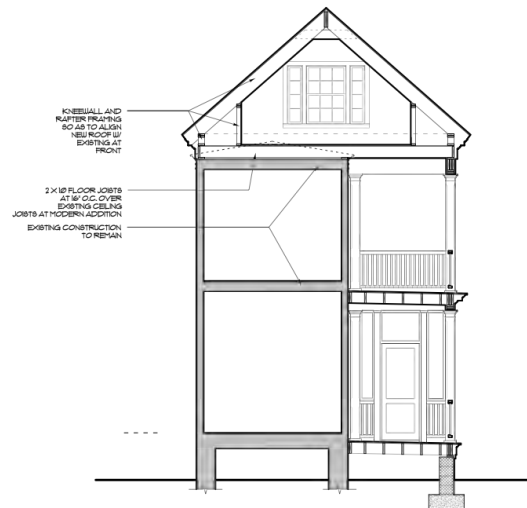 KNEEWALL AND
RAFTER FRAMING
SO AS TO ALIGN
NEW ROOF W/
EXISTING AT
FRONT
2 X 10 FLOOR JOISTS
AT 16" O.C. OVER
EXISTING CEILING
JOISTS AT MODERN ADDITION
EXISTING CONSTRUCTION
TO REMAIN